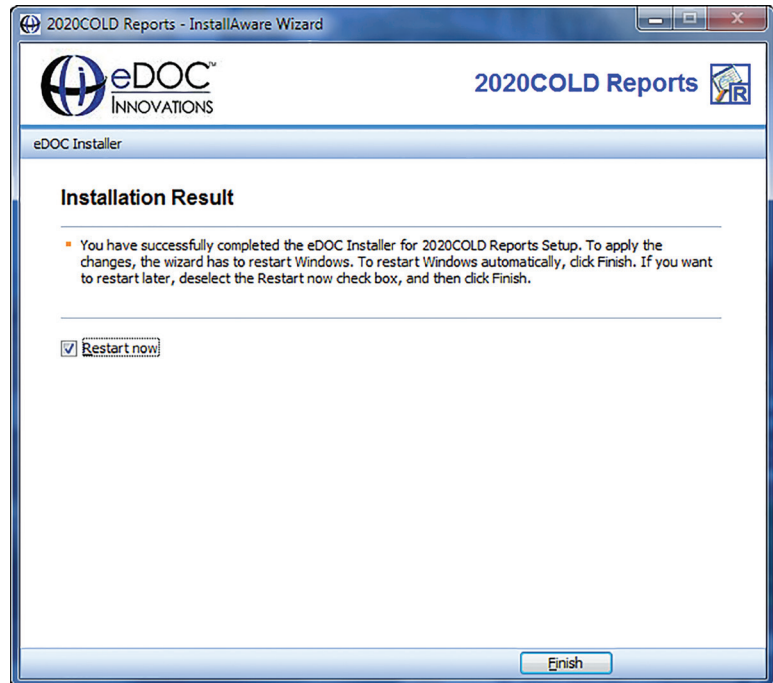 2020COLD Reports - InstallAware Wizard
eDOC™
INNOVATIONS
2020COLD Reports
R
eDOC Installer
Installation Result
You have successfully completed the eDOC Installer for 2020COLD Reports Setup. To apply the
changes, the wizard has to restart Windows. To restart Windows automatically, click Finish. If you want
to restart later, deselect the Restart now check box, and then click Finish.
Restart now
Finish